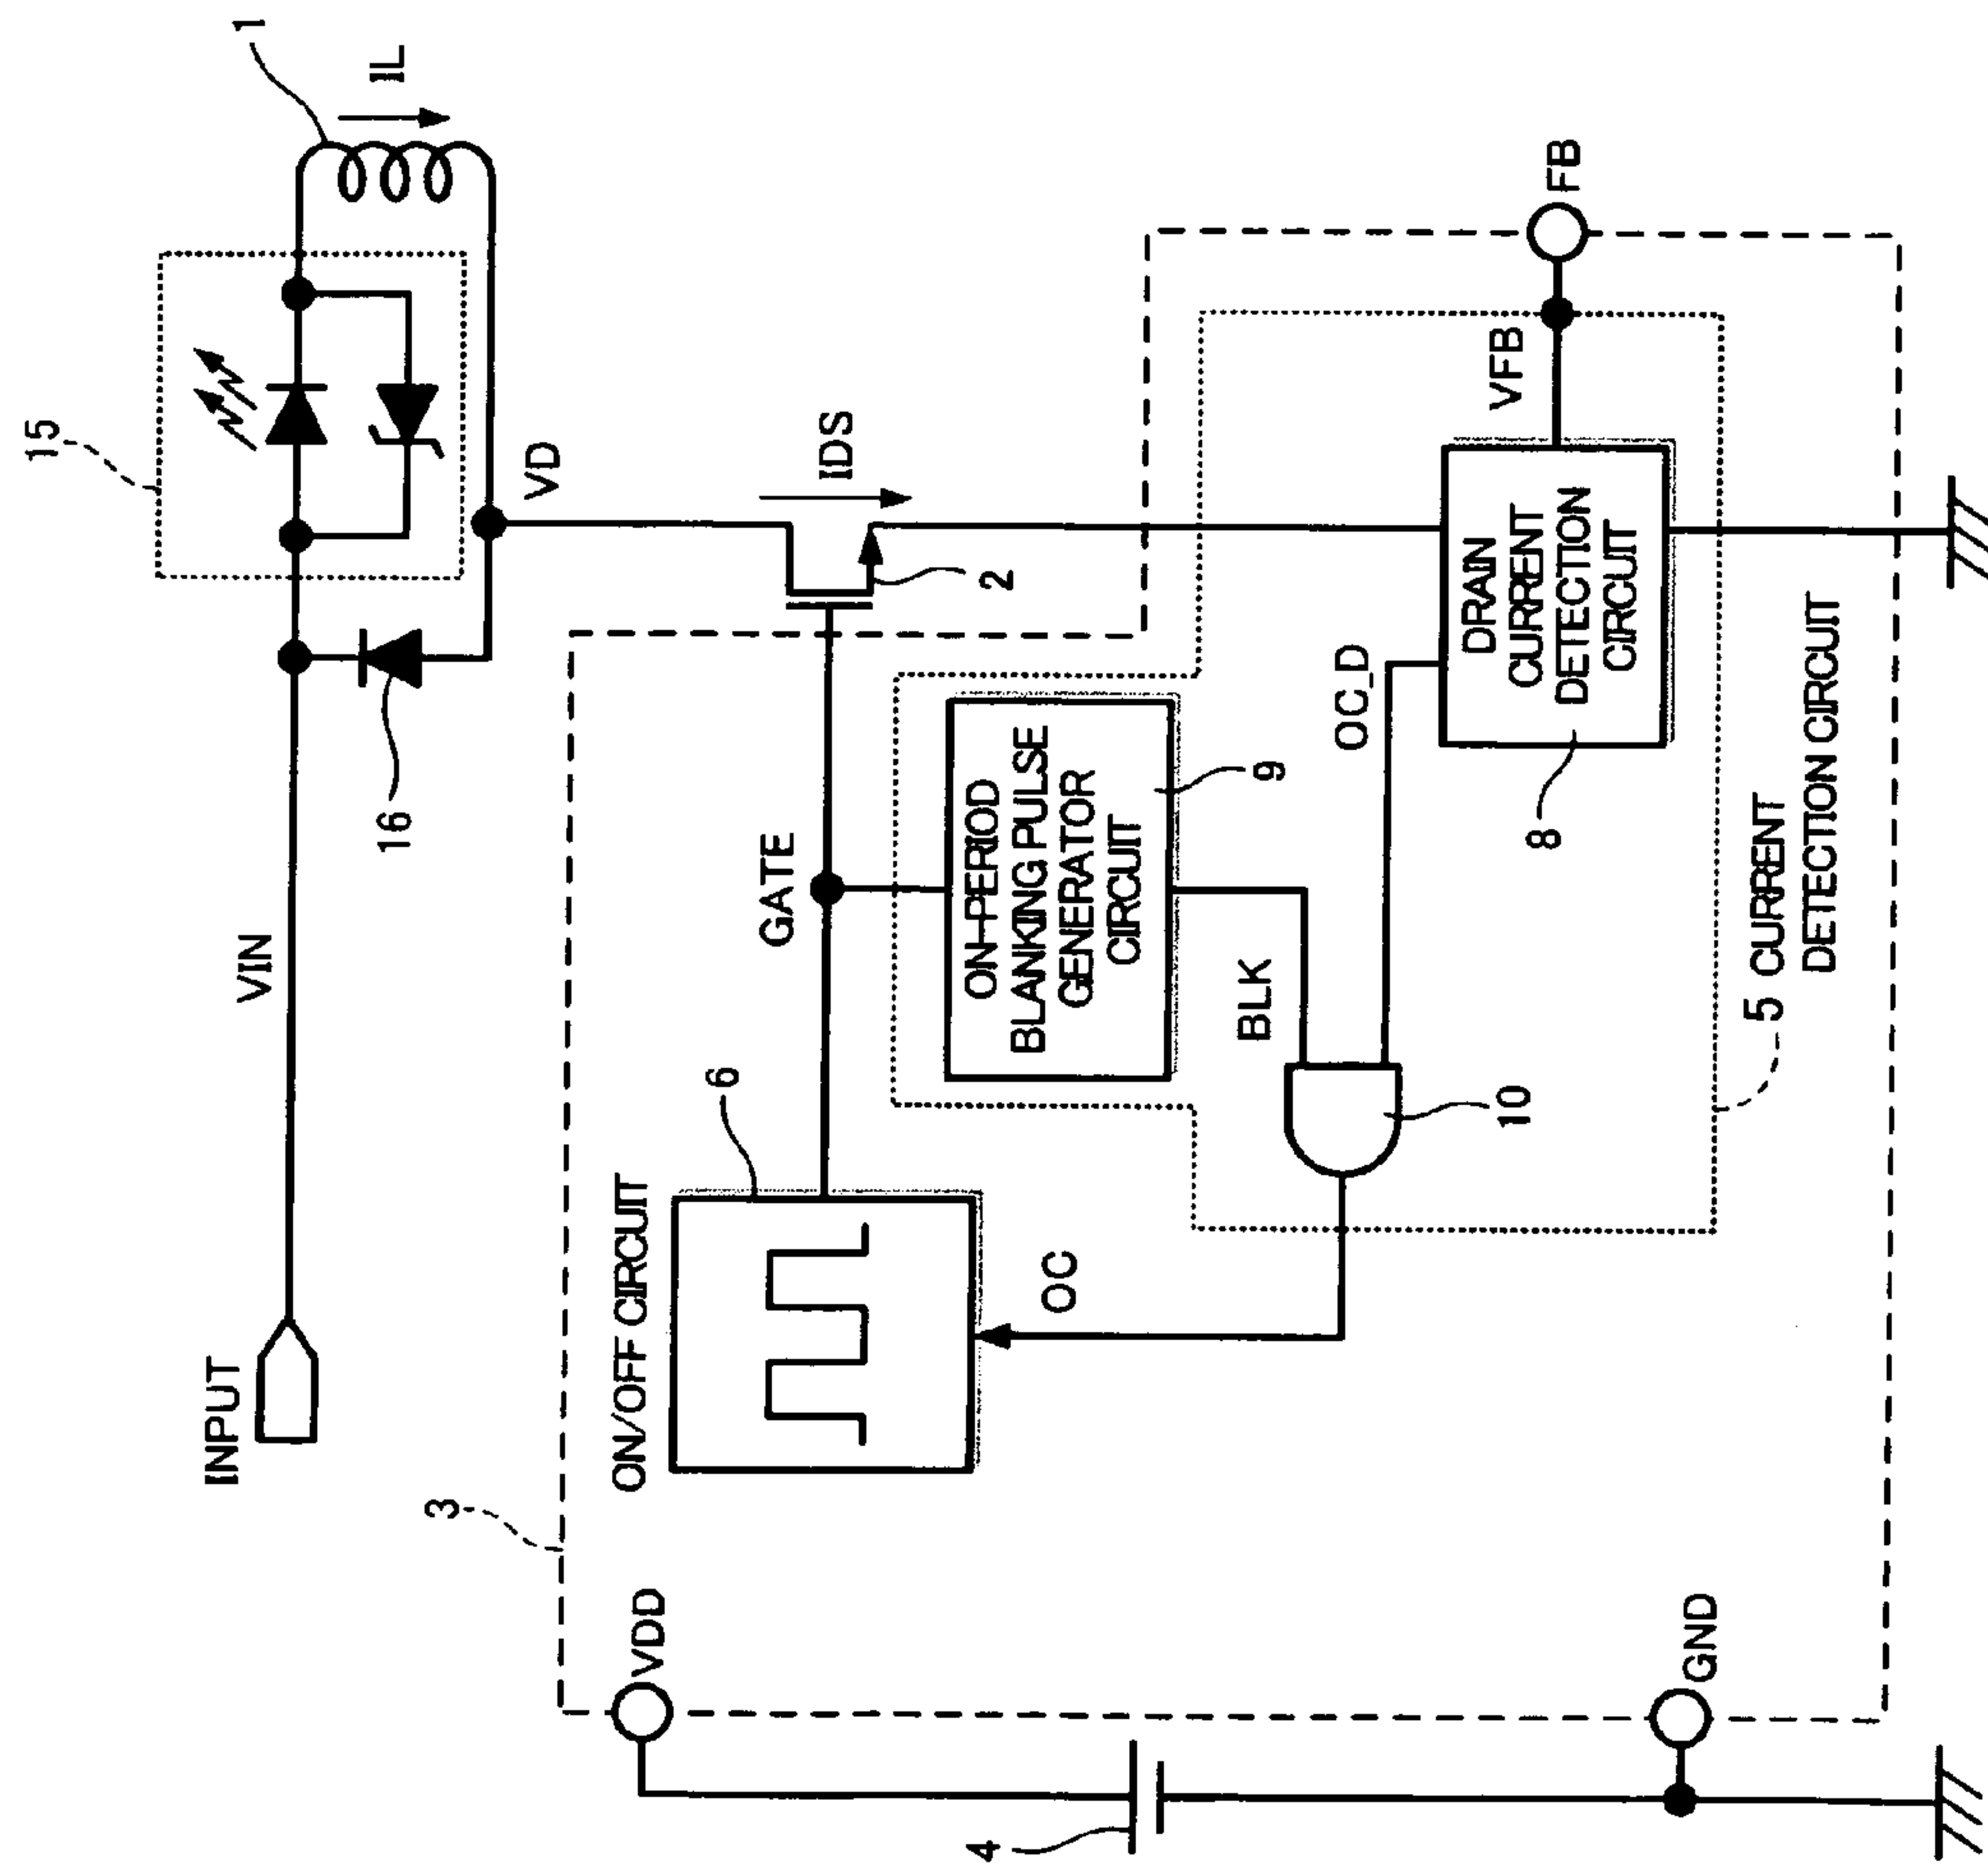 INPUT
VIN
15
1
IL
16
VD
3
ON/OFF CIRCUIT
6
GATE
IDS
2
VDD
ON-PERIOD
BLANKING PULSE
GENERATOR
CIRCUIT
9
OC
BLK
OC_D
10
DRAIN
CURRENT
DETECTION
CIRCUIT
8
VFB
FB
4
GND
5 CURRENT
DETECTION CIRCUIT